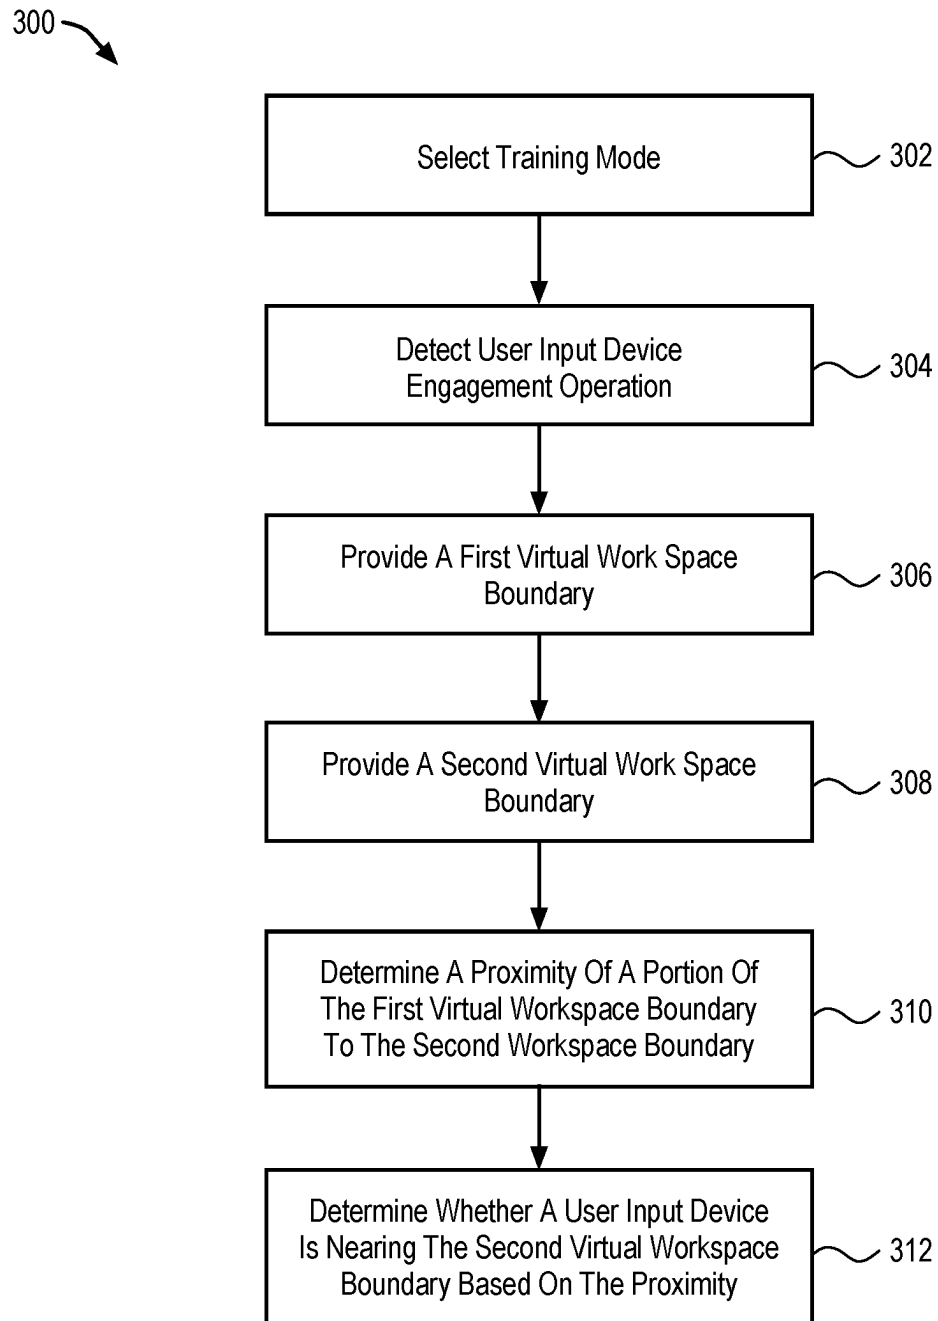 300
Select Training Mode
302
Detect User Input Device
Engagement Operation
304
Provide A First Virtual Work Space
Boundary
306
Provide A Second Virtual Work Space
Boundary
308
Determine A Proximity Of A Portion Of
The First Virtual Workspace Boundary
To The Second Workspace Boundary
310
Determine Whether A User Input Device
Is Nearing The Second Virtual Workspace
Boundary Based On The Proximity
312